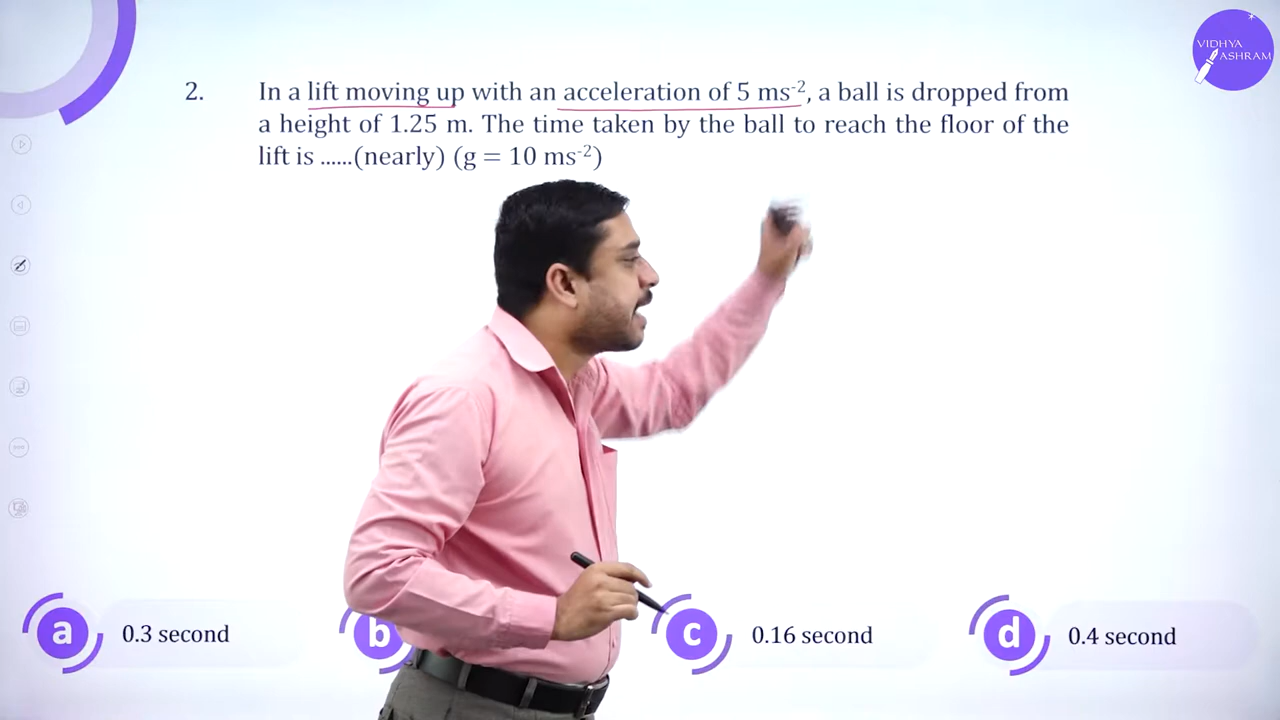 VIDHYA
ASHRAM
2. In a lift moving up with an acceleration of 5 ms⁻², a ball is dropped from
a height of 1.25 m. The time taken by the ball to reach the floor of the
lift is ......(nearly) (g = 10 ms⁻²)
a 0.3 second
b
c 0.16 second
d 0.4 second